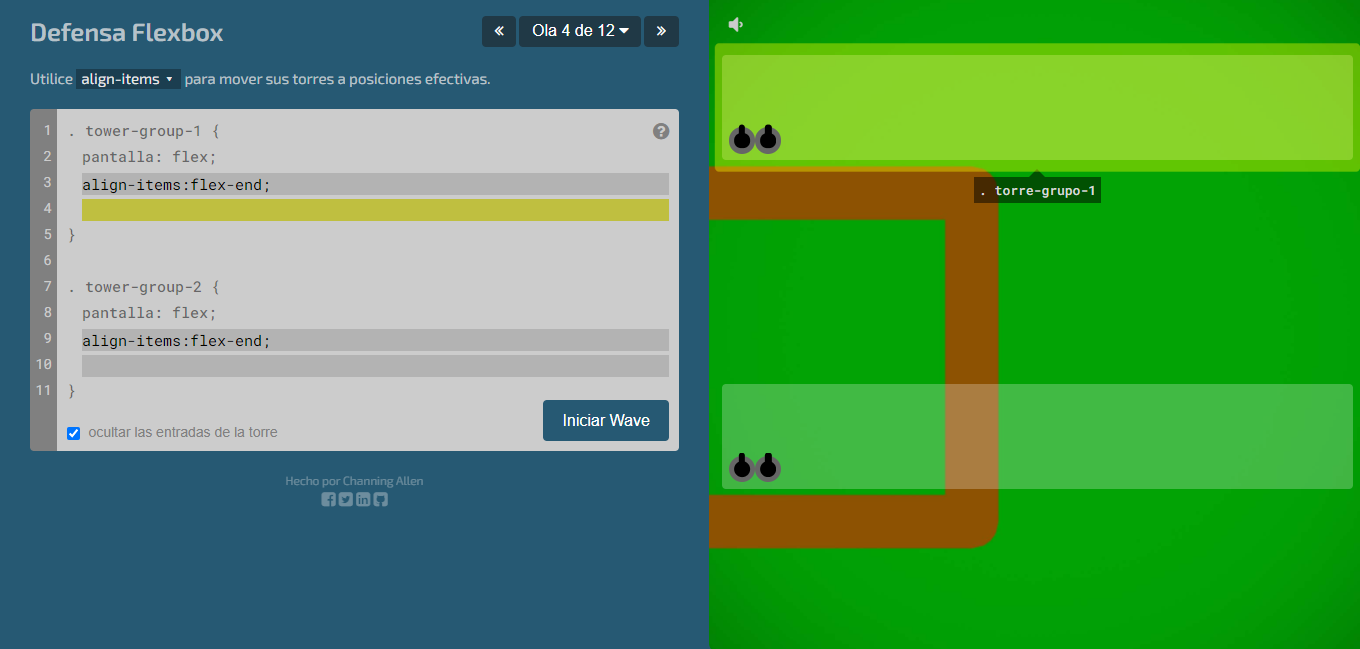 Defensa Flexbox
« Ola 4 de 12 »
Utilice align-items para mover sus torres a posiciones efectivas.
1 . tower-group-1 {
2 pantalla: flex;
3 align-items:flex-end;
4
5 }
6
7 . tower-group-2 {
8 pantalla: flex;
9 align-items:flex-end;
10
11 }
ocultar las entradas de la torre
Iniciar Wave
Hecho por Channing Allen
. torre-grupo-1